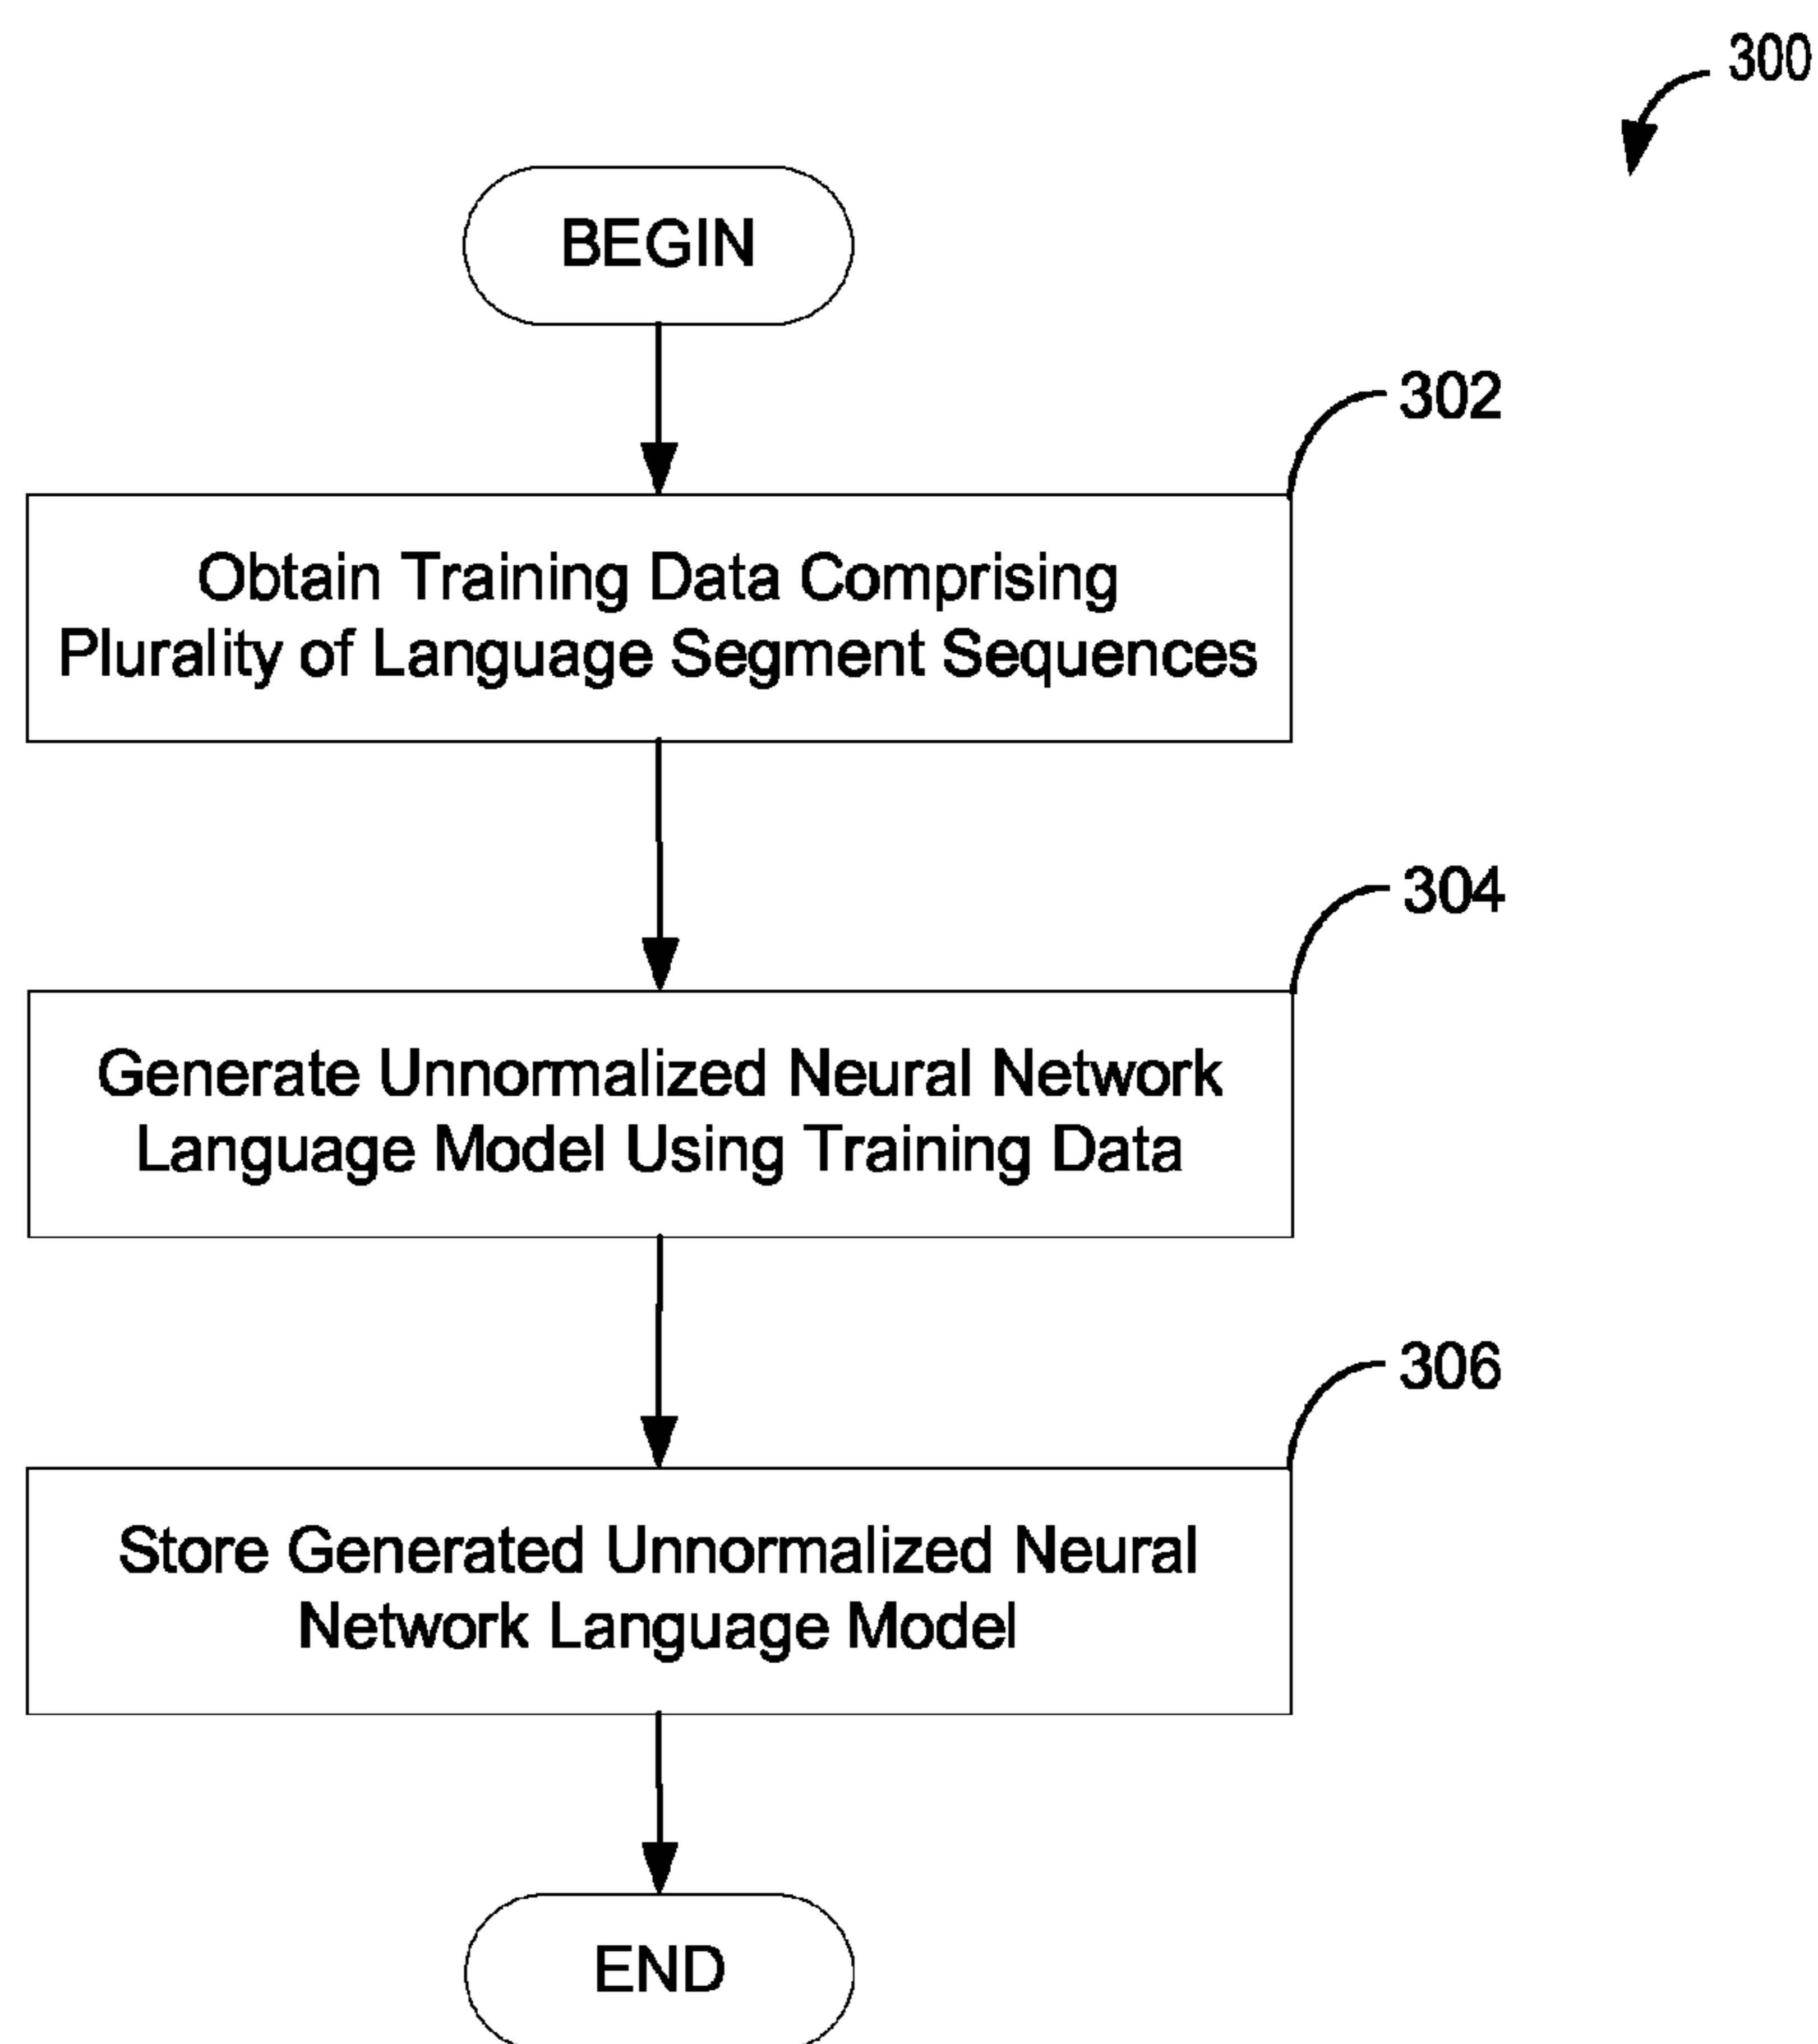 300
BEGIN
302
Obtain Training Data Comprising
Plurality of Language Segment Sequences
304
Generate Unnormalized Neural Network
Language Model Using Training Data
306
Store Generated Unnormalized Neural
Network Language Model
END